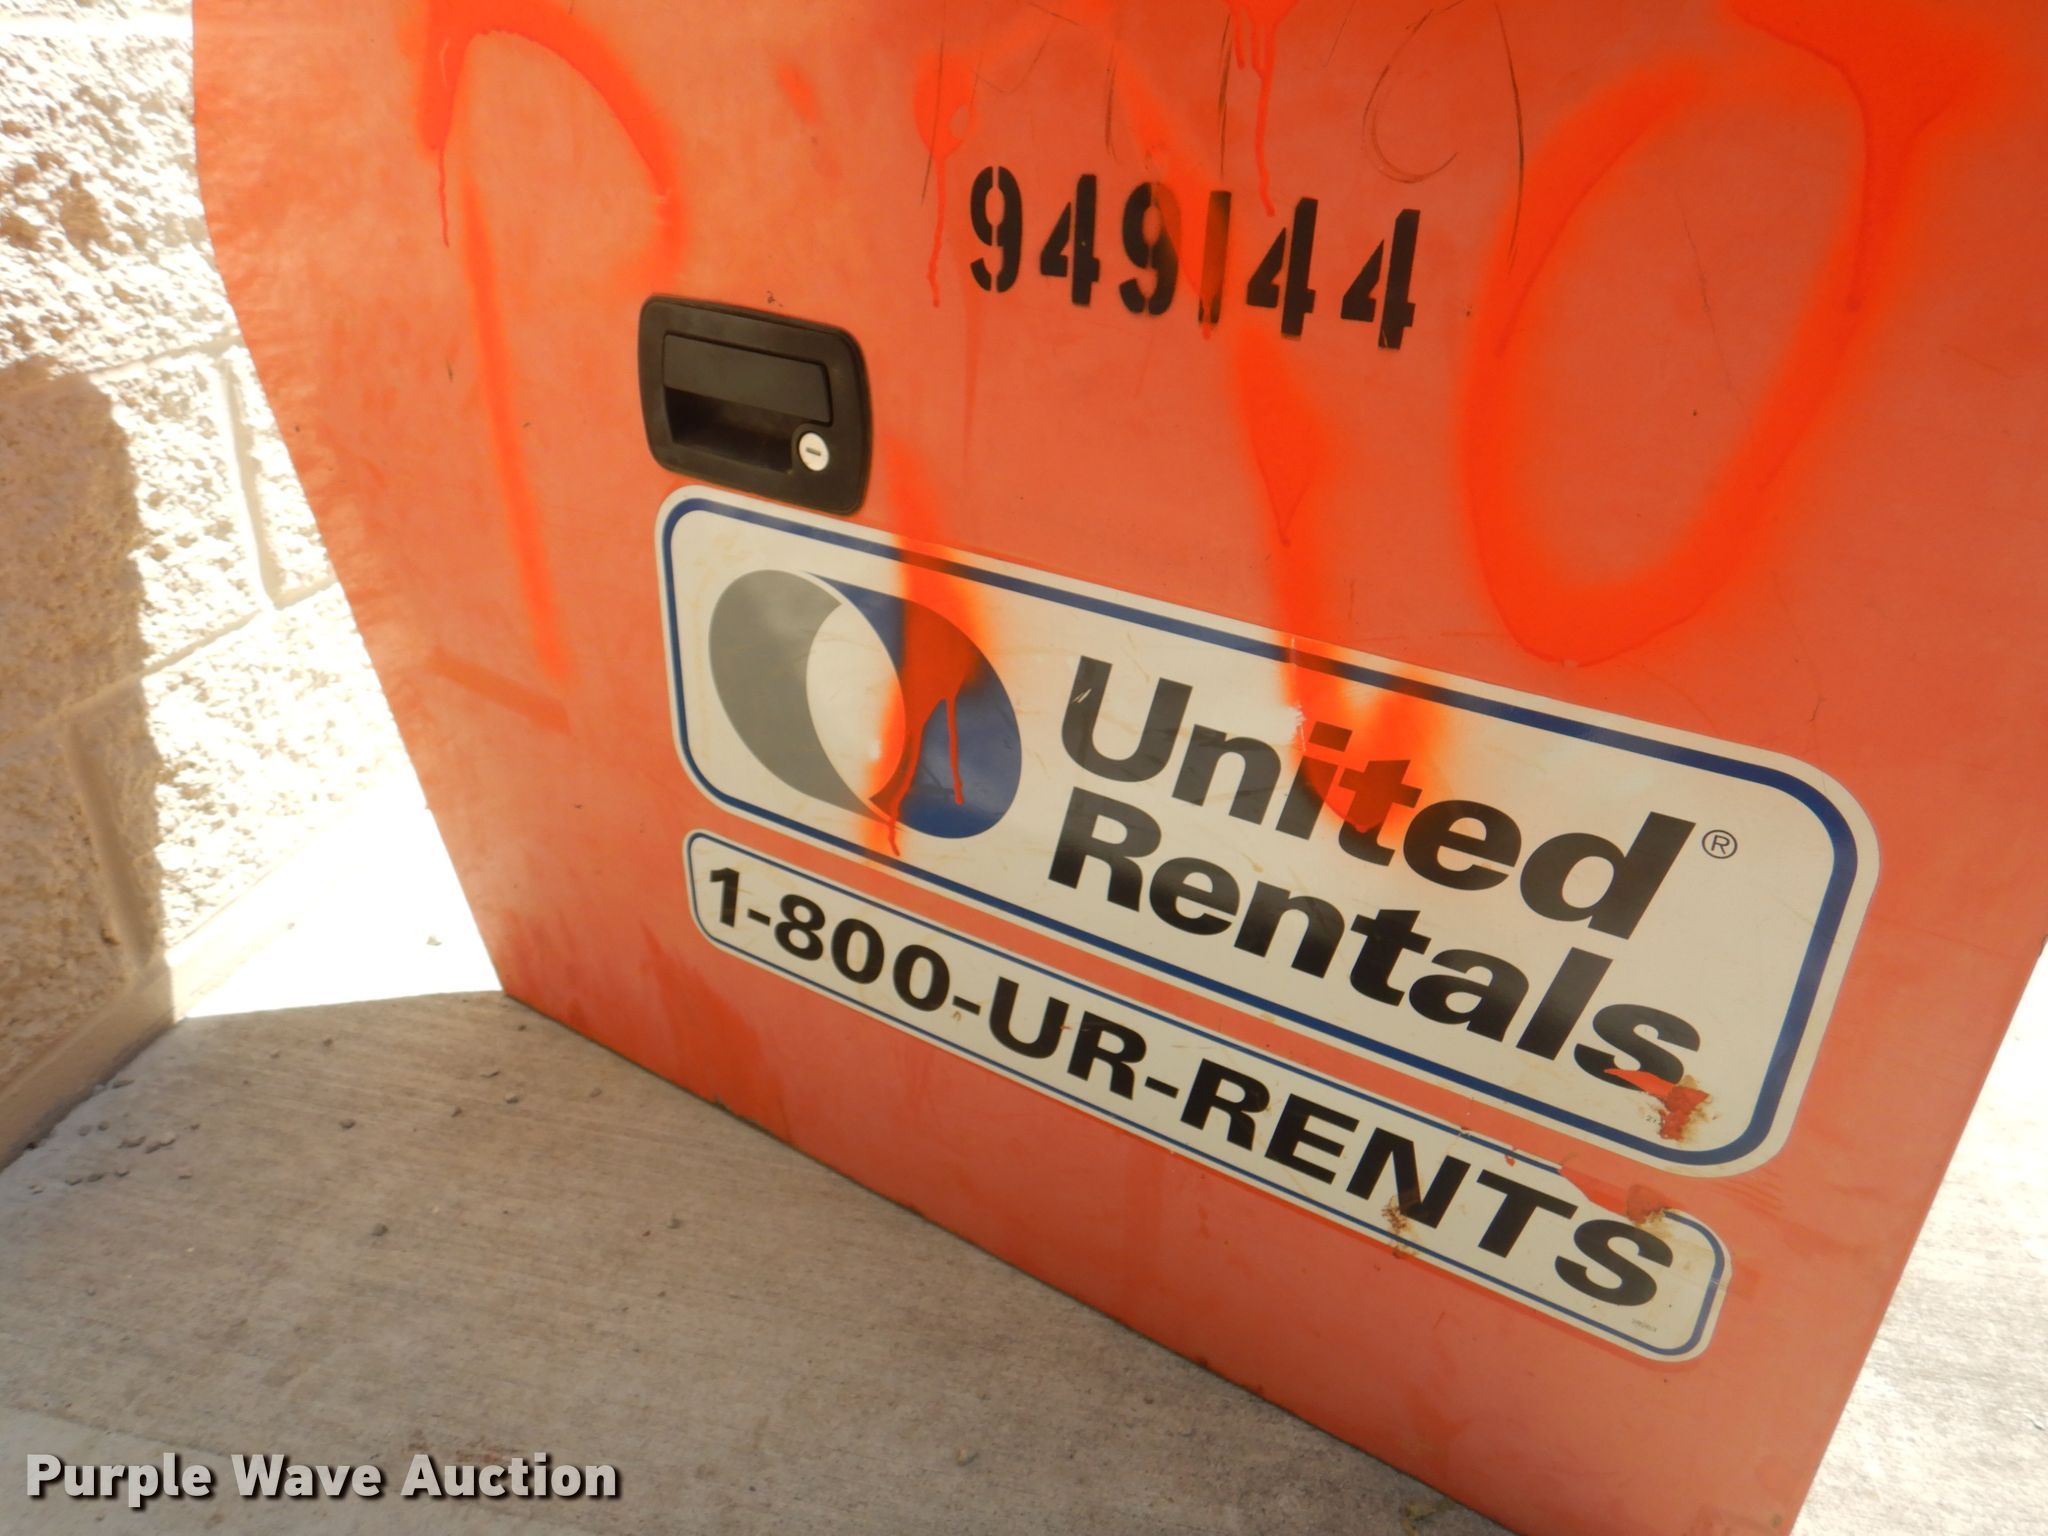 949144
United®
Rentals
1-800-UR-RENTS
Purple Wave Auction